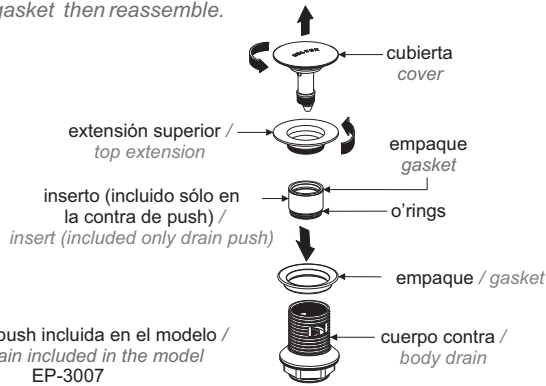 gasket then reassemble.
cubierta
cover
extensión superior /
top extension
empaque
gasket
inserto (incluido sólo en
la contra de push) /
insert (included only drain push)
o'rings
empaque / gasket
push incluida en el modelo /
included in the model
EP-3007
cuerpo contra /
body drain